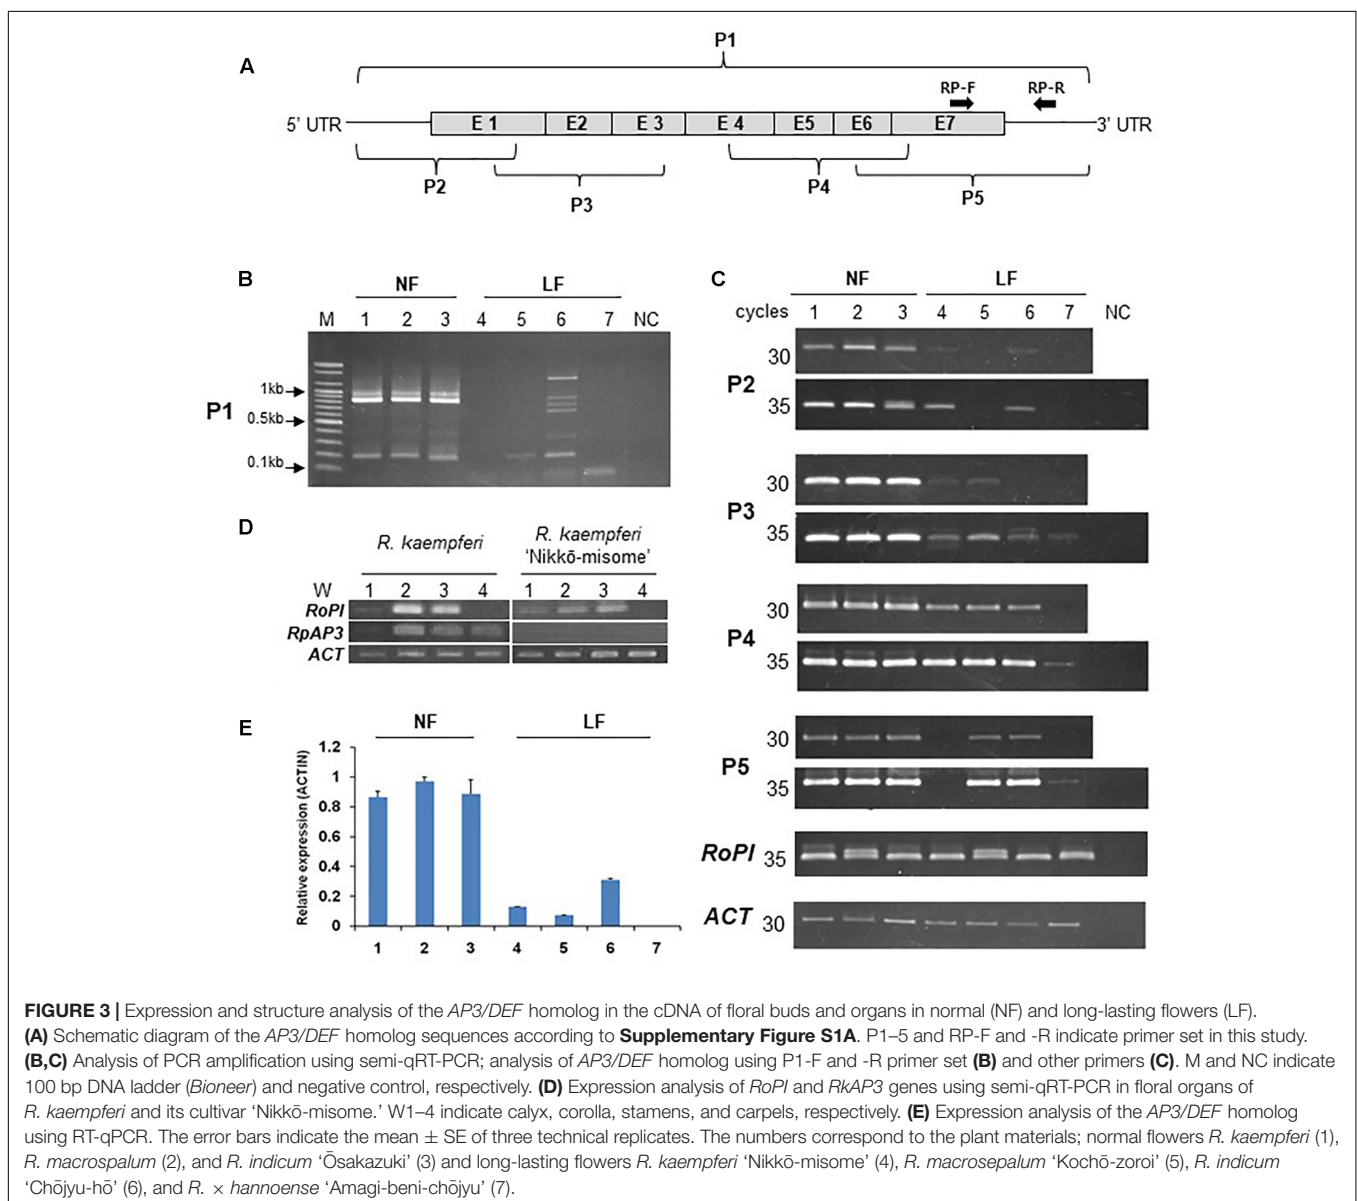 A
P1
RP-F RP-R
5' UTR E 1 E2 E 3 E 4 E5 E6 E7 3' UTR
P2 P3 P4 P5
B
NF LF
M 1 2 3 4 5 6 7 NC
P1
1kb
0.5kb
0.1kb
C
NF LF
cycles 1 2 3 4 5 6 7 NC
P2
30
35
P3
30
35
P4
30
35
P5
30
35
RoPI 35
ACT 30
D
R. kaempferi
R. kaempferi
'Nikkō-misome'
W 1 2 3 4 1 2 3 4
RoPI
RpAP3
ACT
E
NF LF
Relative expression (ACTIN)
1.2
1
0.8
0.6
0.4
0.2
0
1 2 3 4 5 6 7
FIGURE 3 | Expression and structure analysis of the AP3/DEF homolog in the cDNA of floral buds and organs in normal (NF) and long-lasting flowers (LF).
(A) Schematic diagram of the AP3/DEF homolog sequences according to Supplementary Figure S1A. P1–5 and RP-F and -R indicate primer set in this study.
(B,C) Analysis of PCR amplification using semi-qRT-PCR; analysis of AP3/DEF homolog using P1-F and -R primer set (B) and other primers (C). M and NC indicate
100 bp DNA ladder (Bioneer) and negative control, respectively. (D) Expression analysis of RoPI and RkAP3 genes using semi-qRT-PCR in floral organs of
R. kaempferi and its cultivar 'Nikkō-misome.' W1–4 indicate calyx, corolla, stamens, and carpels, respectively. (E) Expression analysis of the AP3/DEF homolog
using RT-qPCR. The error bars indicate the mean ± SE of three technical replicates. The numbers correspond to the plant materials; normal flowers R. kaempferi (1),
R. macrospalum (2), and R. indicum 'Ōsakazuki' (3) and long-lasting flowers R. kaempferi 'Nikkō-misome' (4), R. macrosepalum 'Kochō-zoroi' (5), R. indicum
'Chōjyu-hō' (6), and R. × hannoense 'Amagi-beni-chōjyu' (7).